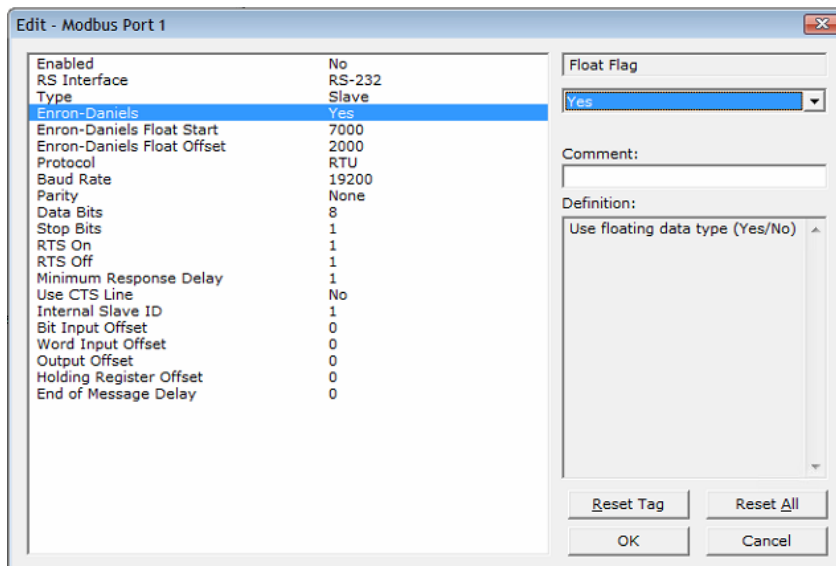 Edit - Modbus Port 1
Enabled No
RS Interface RS-232
Type Slave
Enron-Daniels Yes
Enron-Daniels Float Start 7000
Enron-Daniels Float Offset 2000
Protocol RTU
Baud Rate 19200
Parity None
Data Bits 8
Stop Bits 1
RTS On 1
RTS Off 1
Minimum Response Delay 1
Use CTS Line No
Internal Slave ID 1
Bit Input Offset 0
Word Input Offset 0
Output Offset 0
Holding Register Offset 0
End of Message Delay 0
Float Flag
Yes
Comment:
Definition:
Use floating data type (Yes/No)
Reset Tag Reset All
OK Cancel